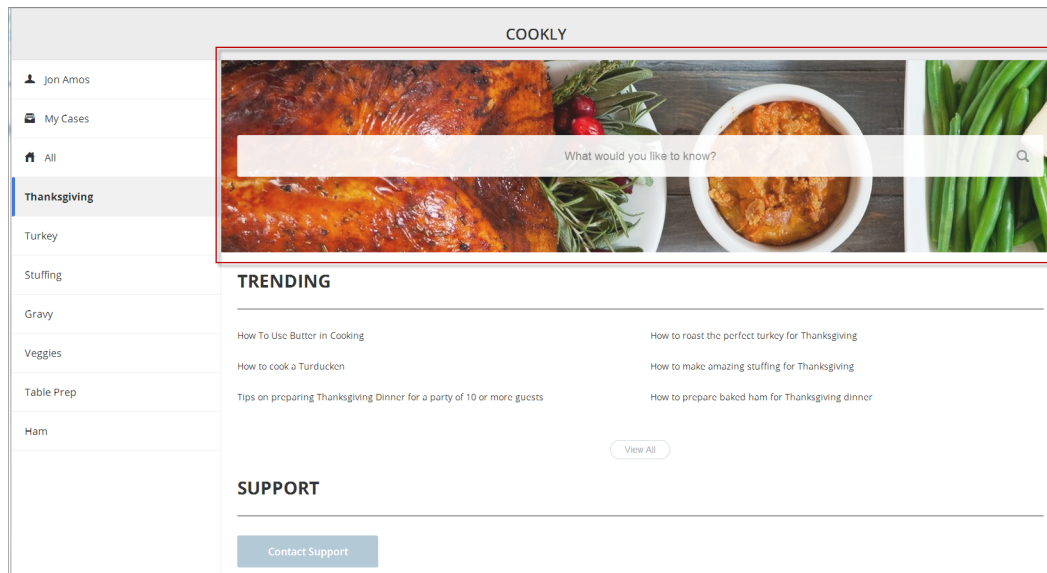 COOKLY
Jon Amos
My Cases
All
Thanksgiving
Turkey
Stuffing
Gravy
Veggies
Table Prep
Ham
What would you like to know?
TRENDING
How To Use Butter in Cooking
How to roast the perfect turkey for Thanksgiving
How to cook a Turducken
How to make amazing stuffing for Thanksgiving
Tips on preparing Thanksgiving Dinner for a party of 10 or more guests
How to prepare baked ham for Thanksgiving dinner
View All
SUPPORT
Contact Support